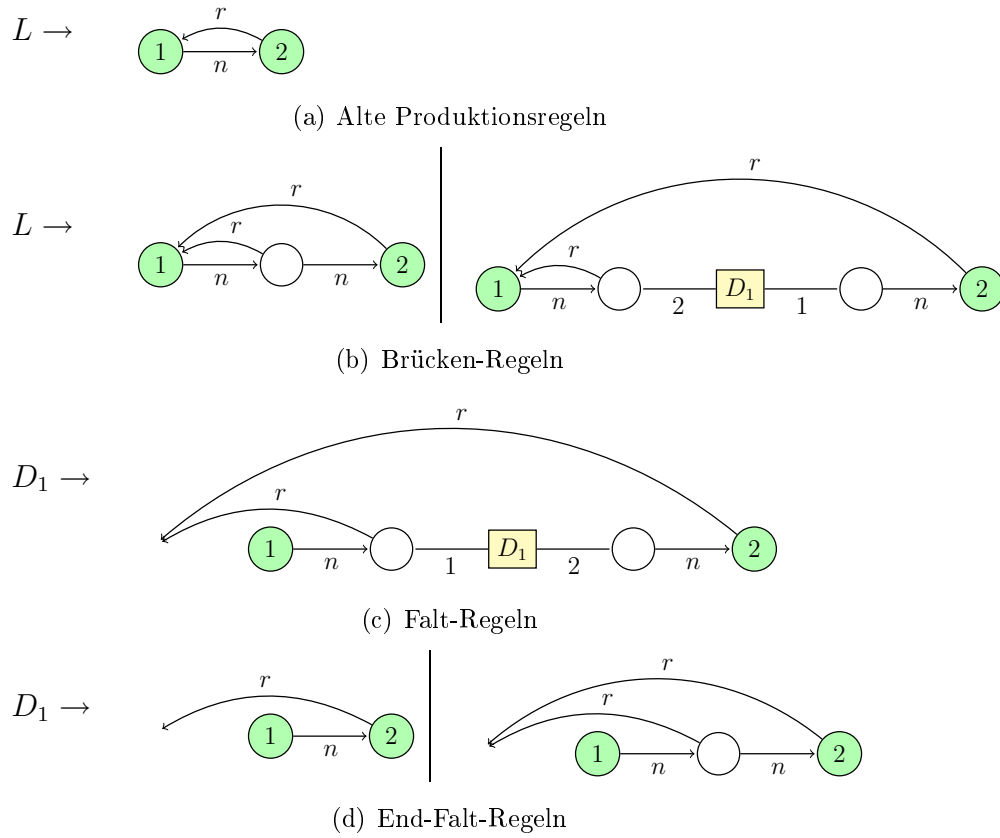 L →
r
1
2
n
(a) Alte Produktionsregeln
L →
r
r
1
2
n
n
r
r
1
D₁
2
n
2
1
n
(b) Brücken-Regeln
D₁ →
r
r
1
D₁
2
n
1
2
n
(c) Falt-Regeln
D₁ →
r
1
2
n
r
r
1
2
n
n
(d) End-Falt-Regeln